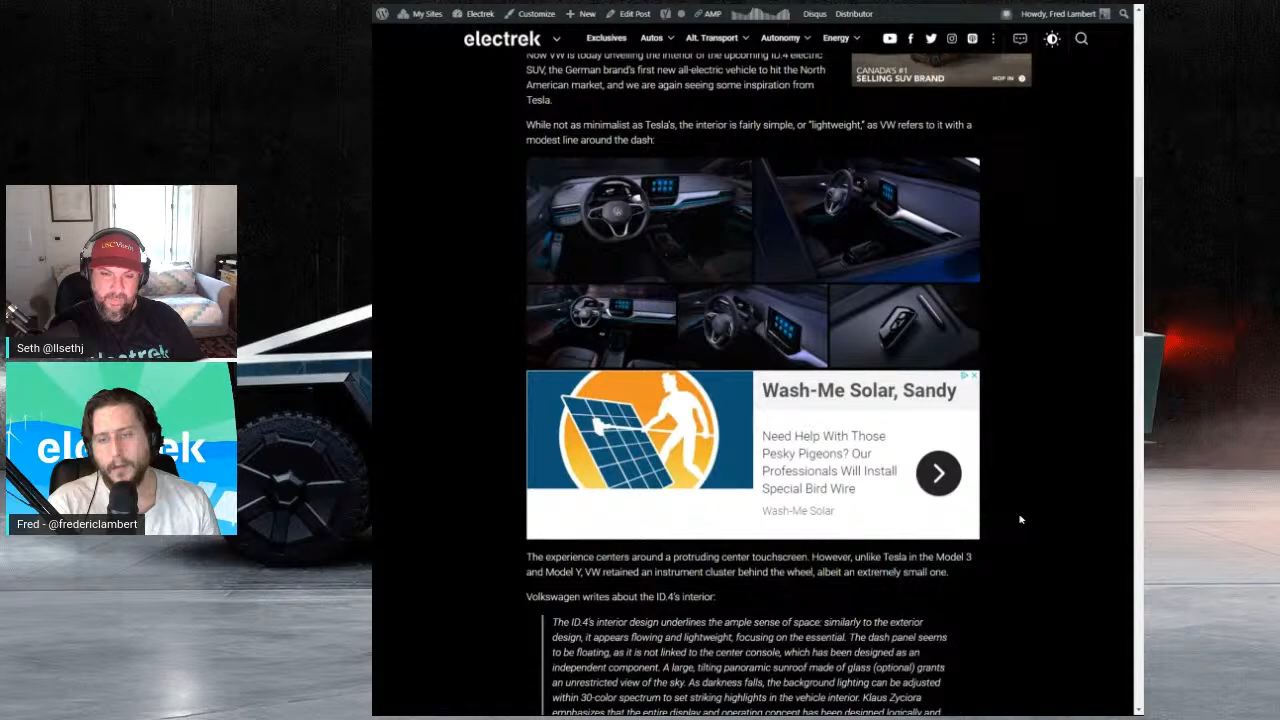 My Sites
Electrek
Customize
New
Edit Post
AMP
Disqus
Distributor
Howdy, Fred Lambert
electrek
Exclusives
Autos
Alt. Transport
Autonomy
Energy
Now VW is today unveiling the interior of the upcoming ID.4 electric
SUV, the German brand's first new all-electric vehicle to hit the North
American market, and we are again seeing some inspiration from
Tesla.
CANADA'S #1
SELLING SUV BRAND
HOP IN
While not as minimalist as Tesla's, the interior is fairly simple, or "lightweight," as VW refers to it with a
modest line around the dash:
Wash-Me Solar, Sandy
Need Help With Those
Pesky Pigeons? Our
Professionals Will Install
Special Bird Wire
Wash-Me Solar
The experience centers around a protruding center touchscreen. However, unlike Tesla in the Model 3
and Model Y, VW retained an instrument cluster behind the wheel, albeit an extremely small one.
Volkswagen writes about the ID.4's interior:
The ID.4's interior design underlines the ample sense of space; similarly to the exterior
design, it appears flowing and lightweight, focusing on the essential. The dash panel seems
to be floating, as it is not linked to the center console, which has been designed as an
independent component. A large, tilting panoramic sunroof made of glass (optional) grants
an unrestricted view of the sky. As darkness falls, the background lighting can be adjusted
within 30-color spectrum to set striking highlights in the vehicle interior. Klaus Zyciora
emphasizes that the entire display and operating concept has been designed logically and
Seth @llsethj
electrek
Fred - @fredericlambert